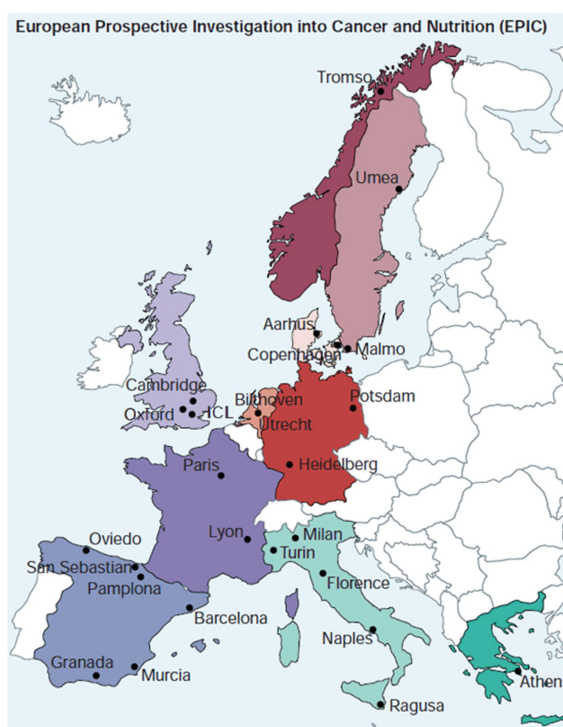 European Prospective Investigation into Cancer and Nutrition (EPIC)
Tromso
Umea
Aarhus
Copenhagen
Malmo
Cambridge
Oxford
ICL
Bilthoven
Utrecht
Potsdam
Paris
Heidelberg
Lyon
Milan
Turin
Oviedo
San Sebastian
Pamplona
Florence
Barcelona
Naples
Granada
Murcia
Athen
Ragusa